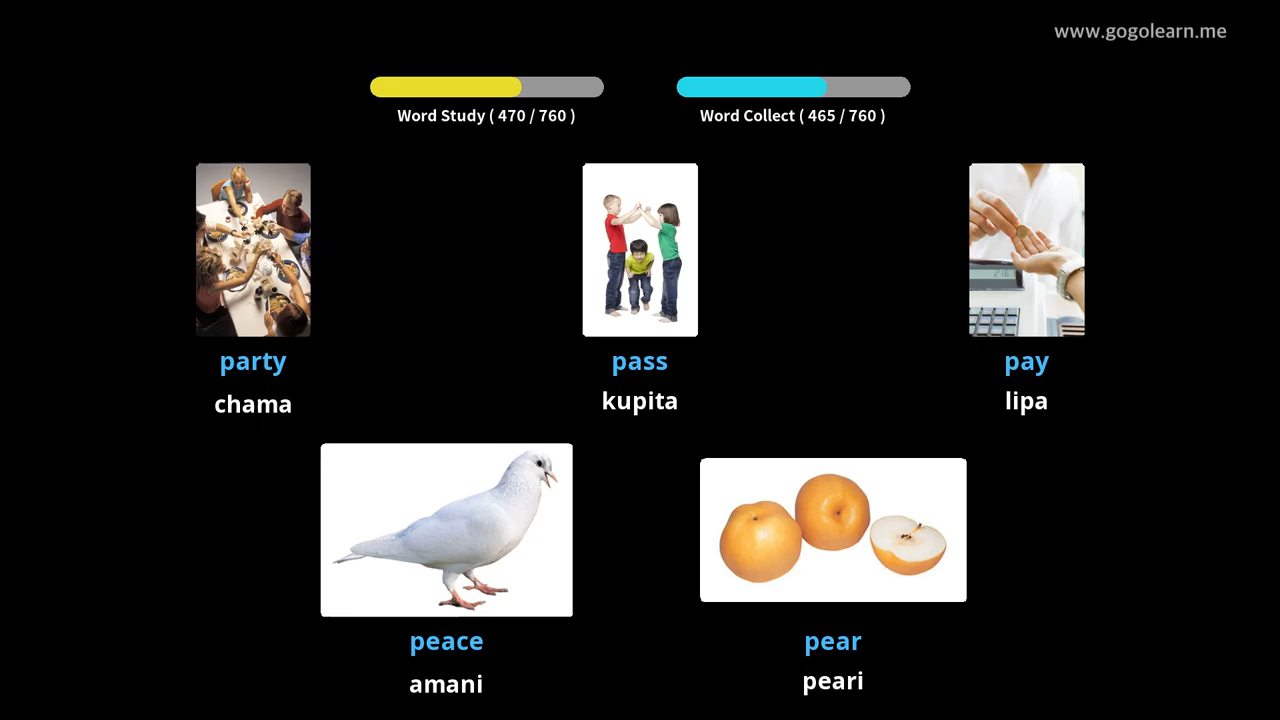 www.gogolearn.me
Word Study ( 470 / 760 )
Word Collect ( 465 / 760 )
party
chama
pass
kupita
pay
lipa
peace
amani
pear
peari